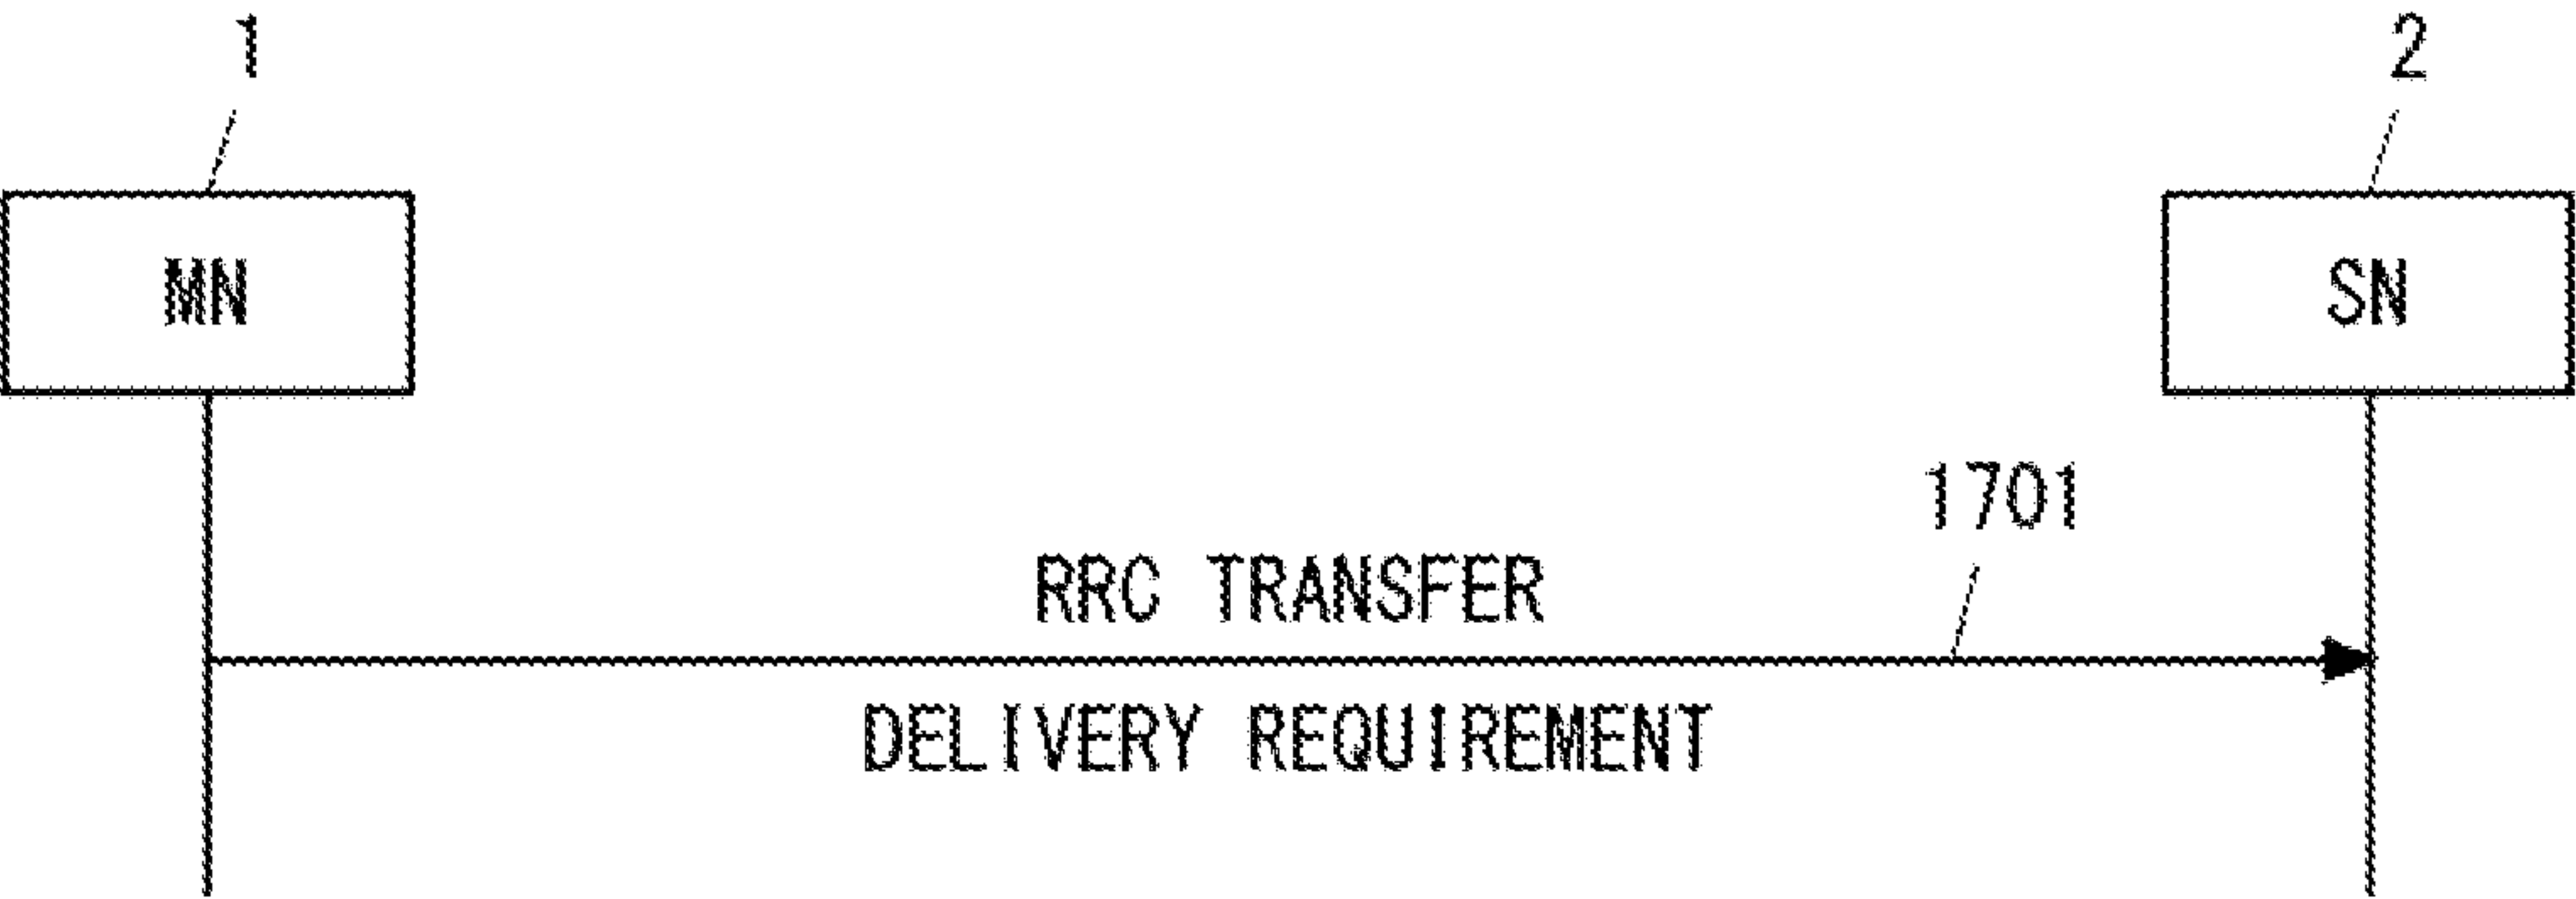 1
2
MN
SN
1701
RRC TRANSFER
DELIVERY REQUIREMENT